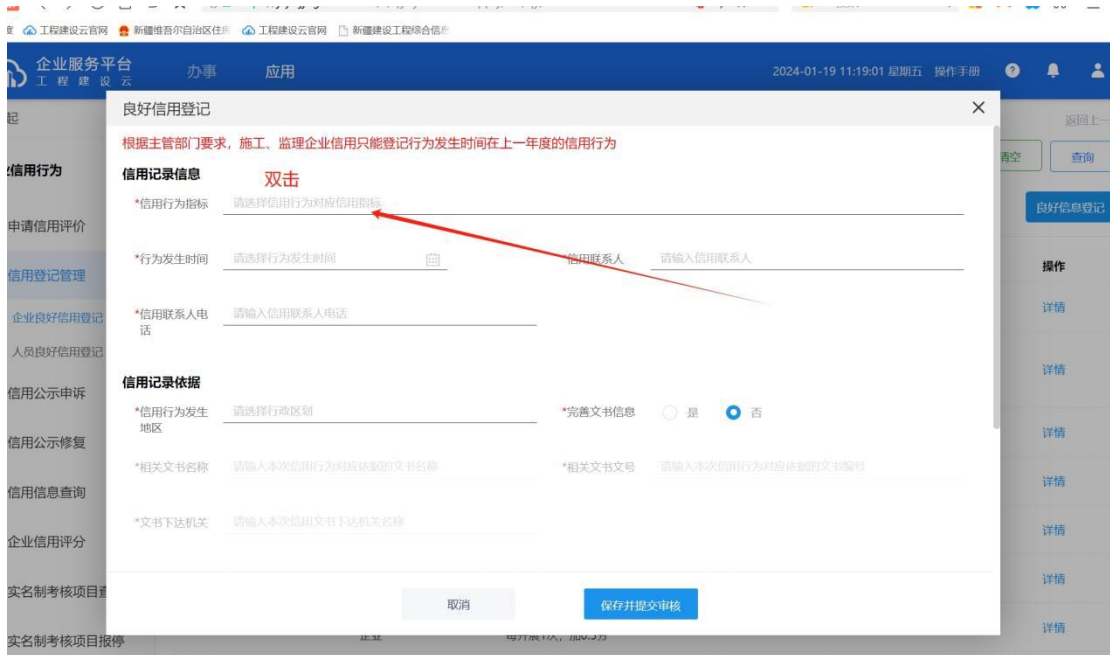 工程建设云官网 新疆维吾尔自治区住 工程建设云官网 新疆建设工程综合信息
企业服务平台
工程建设云
办事 应用 2024-01-19 11:19:01 星期五 操作手册
起 返回上一
良好信用登记
根据主管部门要求，施工、监理企业信用只能登记行为发生时间在上一年度的信用行为
清空 查询
信用行为
信用记录信息
双击
*信用行为指标 请选择信用行为对应信用指标
良好信息登记
申请信用评价
*行为发生时间 请选择行为发生时间 *信用联系人 请输入信用联系人
信用登记管理 操作
企业良好信用登记 详情
*信用联系人电话 请输入信用联系人电话
人员良好信用登记 详情
信用记录依据
信用公示申诉
*信用行为发生地区 请选择行政区划 *完善文书信息 是 否
信用公示修复 详情
*相关文书名称 请输入本次信用行为对应依据的文书名称 *相关文书文号 请输入本次信用行为对应依据的文书编号
信用信息查询 详情
*文书下达机关 请输入本次信用文书下达机关名称
企业信用评分 详情
实名制考核项目查 详情
取消 保存并提交审核
实名制考核项目报停 详情
企业 每开展1次，加0.5分